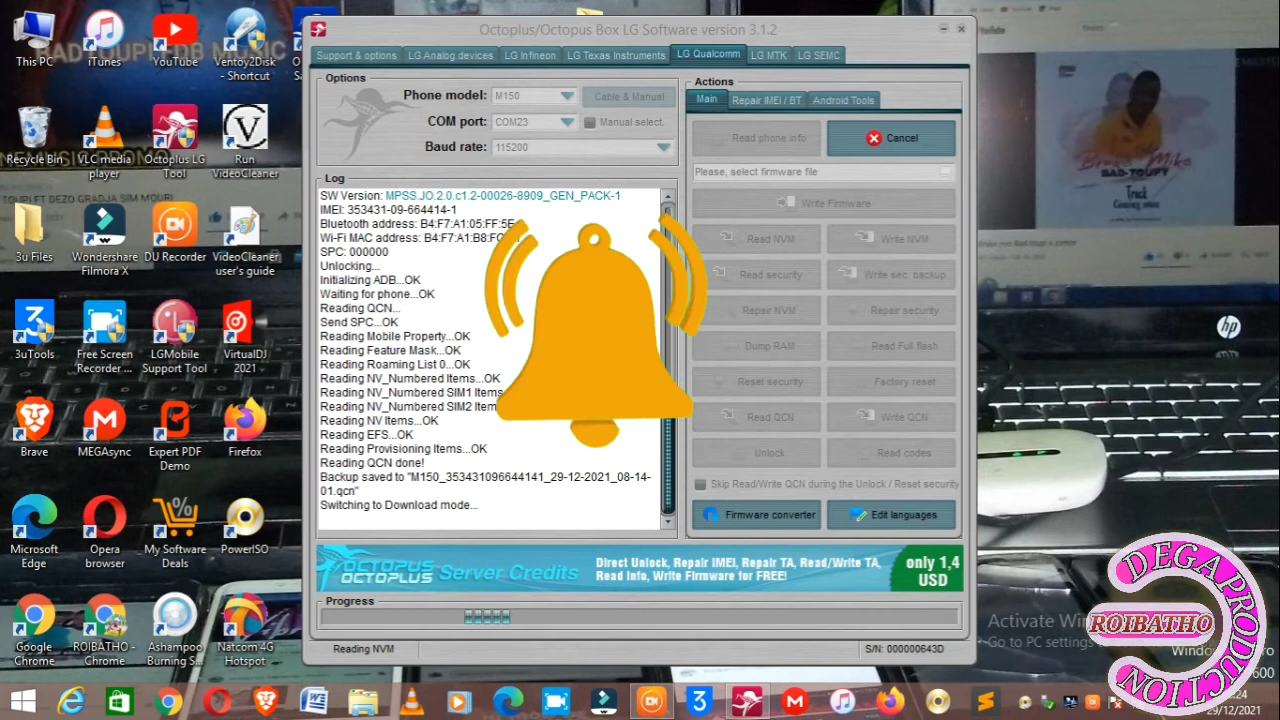 This PC
iTunes
YouTube
Ventoy2Disk
- Shortcut
Recycle Bin
VLC media
player
Octoplus LG
Tool
Run
VideoCleaner
3u Files
Wondershare
Filmora X
DU Recorder
VideoCleaner
user's guide
3uTools
Free Screen
Recorder ...
LGMobile
Support Tool
VirtualDJ
2021
Brave
MEGAsync
Expert PDF
Demo
Firefox
Microsoft
Edge
Opera
browser
My Software
Deals
PowerISO
Google
Chrome
ROIBATHO -
Chrome
Ashampoo
Burning S...
Natcom 4G
Hotspot
Octoplus/Octopus Box LG Software version 3.1.2
Support & options LG Analog devices LG Infineon LG Texas Instruments LG Qualcomm LG MTK LG SEMC
Options
Phone model: M150 Cable & Manual
COM port: COM23 Manual select.
Baud rate: 115200
Log
SW Version: MPSS.JO.2.0.c1.2-00026-8909_GEN_PACK-1
IMEI: 353431-09-664414-1
Bluetooth address: B4:F7:A1:05:FF:5E
Wi-Fi MAC address: B4:F7:A1:B8:FC
SPC: 000000
Unlocking...
Initializing ADB...OK
Waiting for phone...OK
Reading QCN...
Send SPC...OK
Reading Mobile Property...OK
Reading Feature Mask...OK
Reading Roaming List 0...OK
Reading NV_Numbered Items...OK
Reading NV_Numbered SIM1 Items
Reading NV_Numbered SIM2 Item
Reading NV Items...OK
Reading EFS...OK
Reading Provisioning Items...OK
Reading QCN done!
Backup saved to "M150_353431096644141_29-12-2021_08-14-
01.qcn"
Switching to Download mode...
Actions
Main Repair IMEI / BT Android Tools
Read phone info Cancel
Please, select firmware file
Write Firmware
Read NVM Write NVM
Read security Write sec. backup
Repair NVM Repair security
Dump RAM Read Full flash
Reset security Factory reset
Read QCN Write QCN
Unlock Read codes
Skip Read/Write QCN during the Unlock / Reset security
Firmware converter Edit languages
OCTOPUS
OCTOPLUS Server Credits
Direct Unlock, Repair IMEI, Repair TA, Read/Write TA,
Read Info, Write Firmware for FREE!
only 1,4
USD
Progress
Reading NVM S/N: 000000643D
BAD-TOUPY
Truck
Coming soon
hp
DEGAPRODUCTION
ROIBATHO
Go to PC settings
29/12/2021